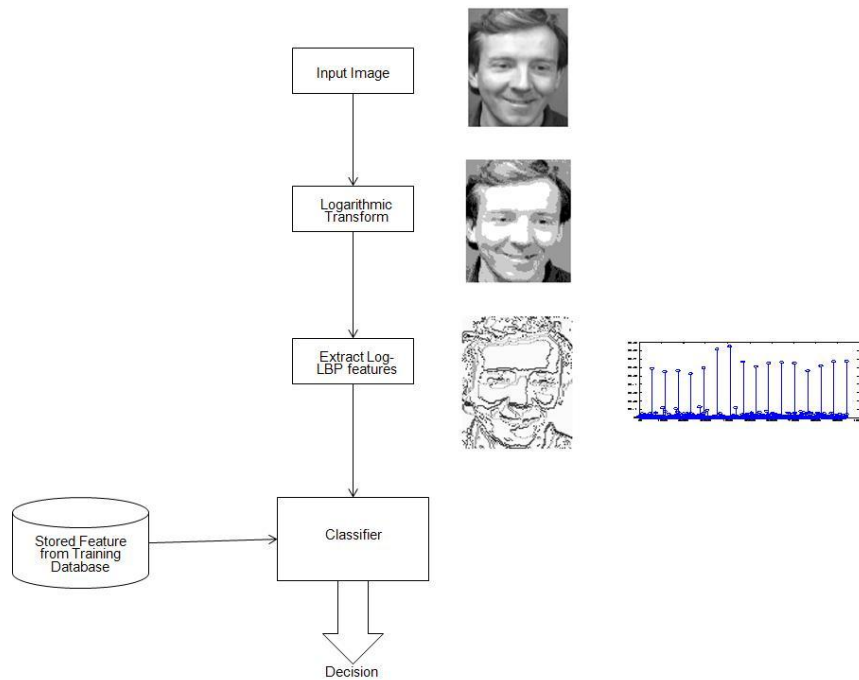 Input Image
Logarithmic
Transform
Extract Log-
LBP features
Stored Feature
from Training
Database
Classifier
Decision